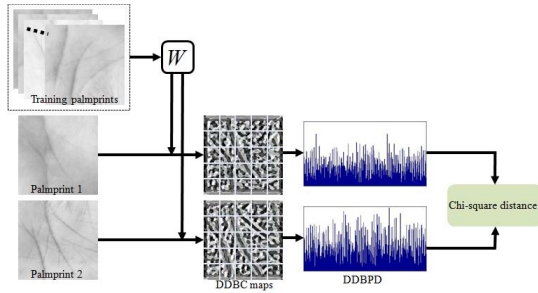 W
Training palmprints
Palmprint 1
Chi-square distance
Palmprint 2
DDBC maps
DDBPD